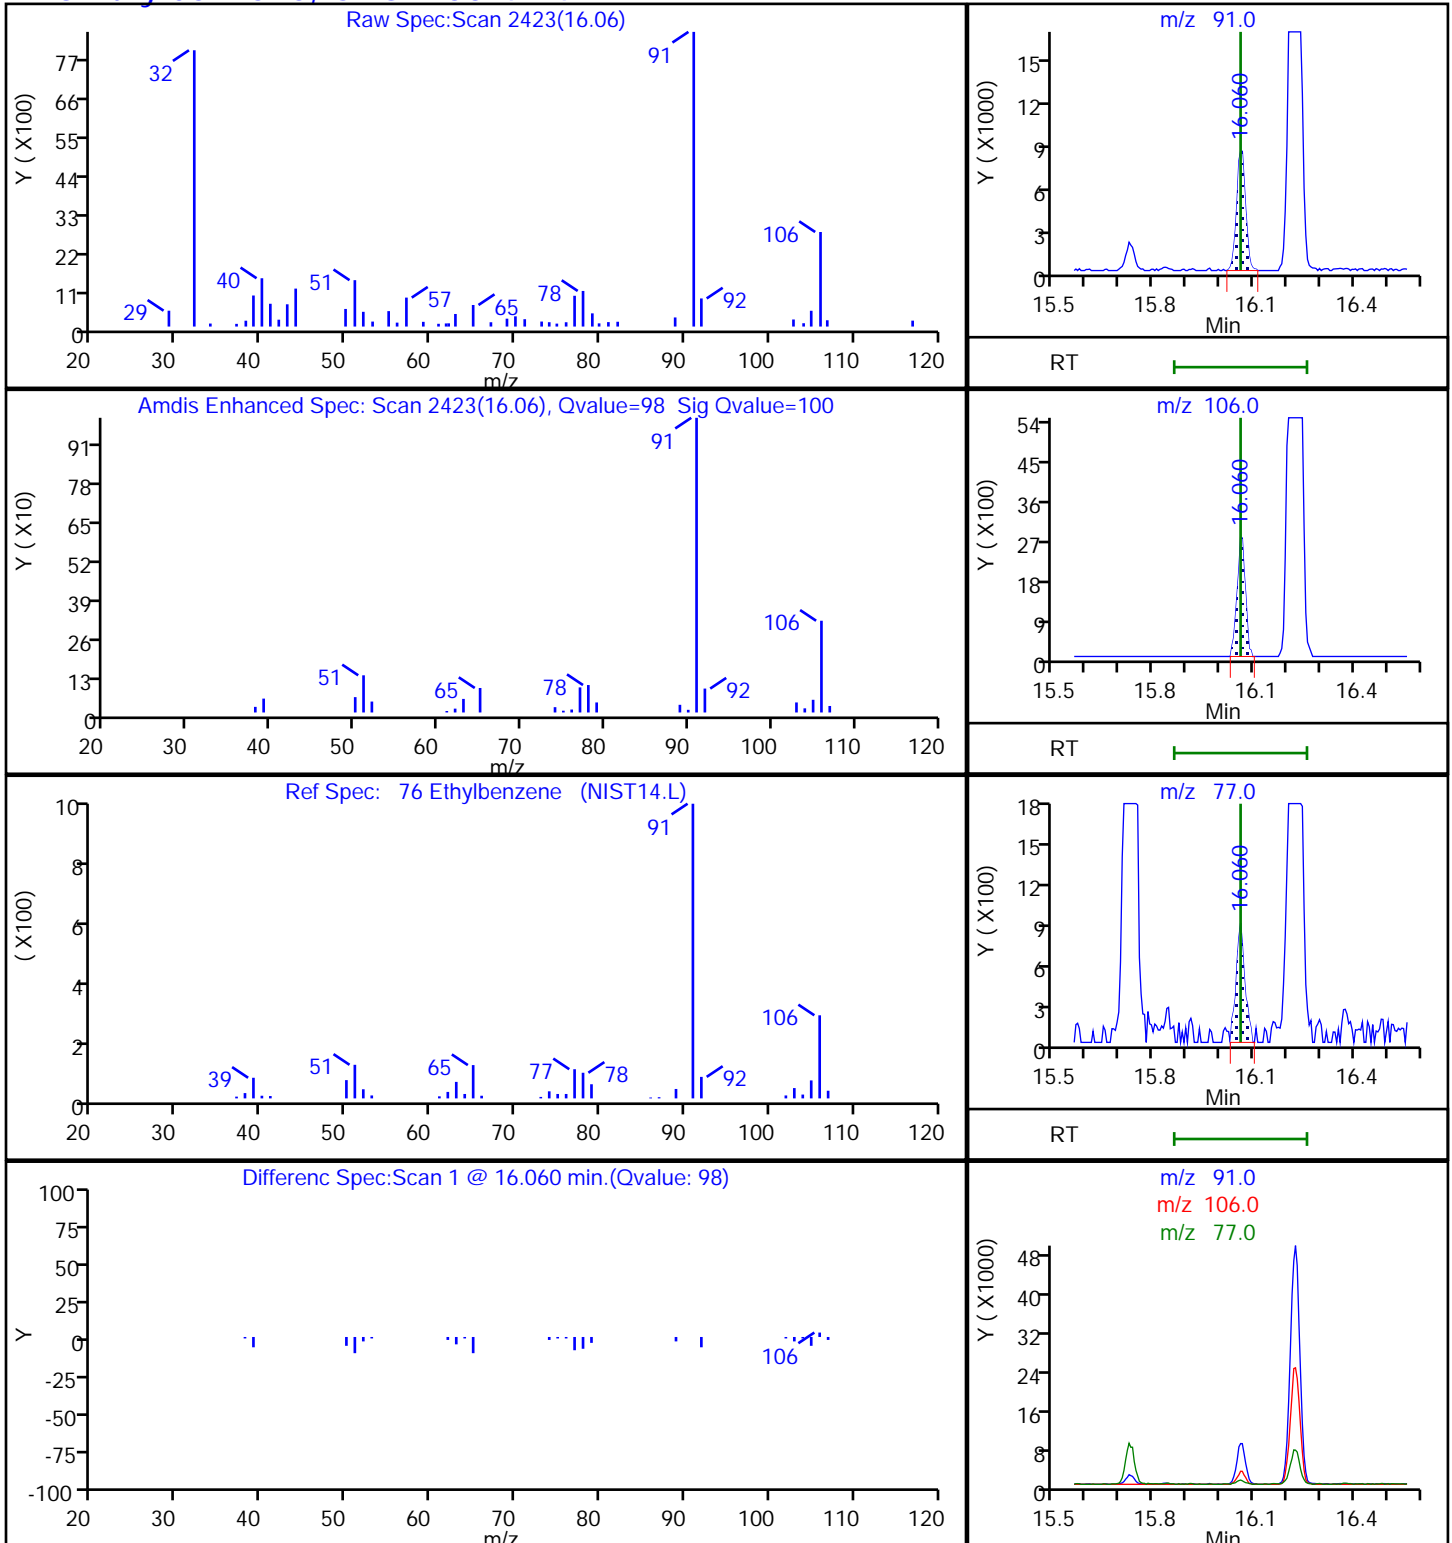 Raw Spec:Scan 2423(16.06)
Y ( X100)
77
66
55
44
33
22
11
0
32
91
29
40
51
57
65
78
92
106
20 30 40 50 60 70 80 90 100 110 120
m/z
m/z 91.0
Y ( X1000)
15
12
9
6
3
0
16.060
15.5 15.8 16.1 16.4
Min
RT
Amdis Enhanced Spec: Scan 2423(16.06), Qvalue=98 Sig Qvalue=100
Y ( X10)
91
78
65
52
39
26
13
0
91
51
65
78
92
106
20 30 40 50 60 70 80 90 100 110 120
m/z
m/z 106.0
Y ( X100)
54
45
36
27
18
9
0
16.060
15.5 15.8 16.1 16.4
Min
RT
Ref Spec: 76 Ethylbenzene (NIST14.L)
( X100)
10
8
6
4
2
0
91
39
51
65
77
78
92
106
20 30 40 50 60 70 80 90 100 110 120
m/z 77.0
Y ( X100)
18
15
12
9
6
3
0
16.060
15.5 15.8 16.1 16.4
Min
RT
Differenc Spec:Scan 1 @ 16.060 min.(Qvalue: 98)
Y
100
75
50
25
0
-25
-50
-75
-100
106
20 30 40 50 60 70 80 90 100 110 120
m/z
m/z 91.0
m/z 106.0
m/z 77.0
Y ( X1000)
48
40
32
24
16
8
0
15.5 15.8 16.1 16.4
Min